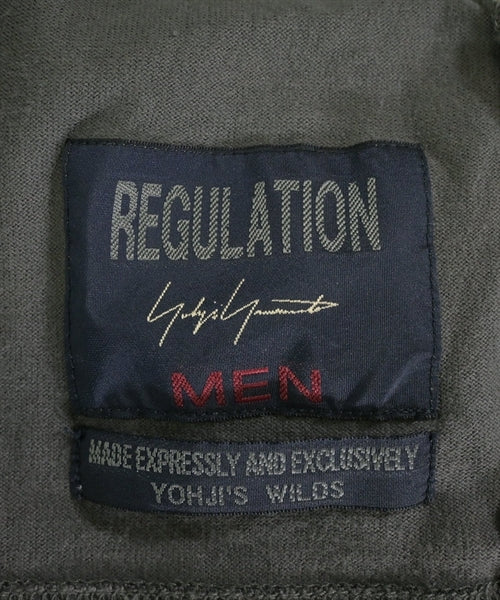 REGULATION
Yohji Yamamoto
MEN
MADE EXPRESSLY AND EXCLUSIVELY
YOHJI'S WILDS